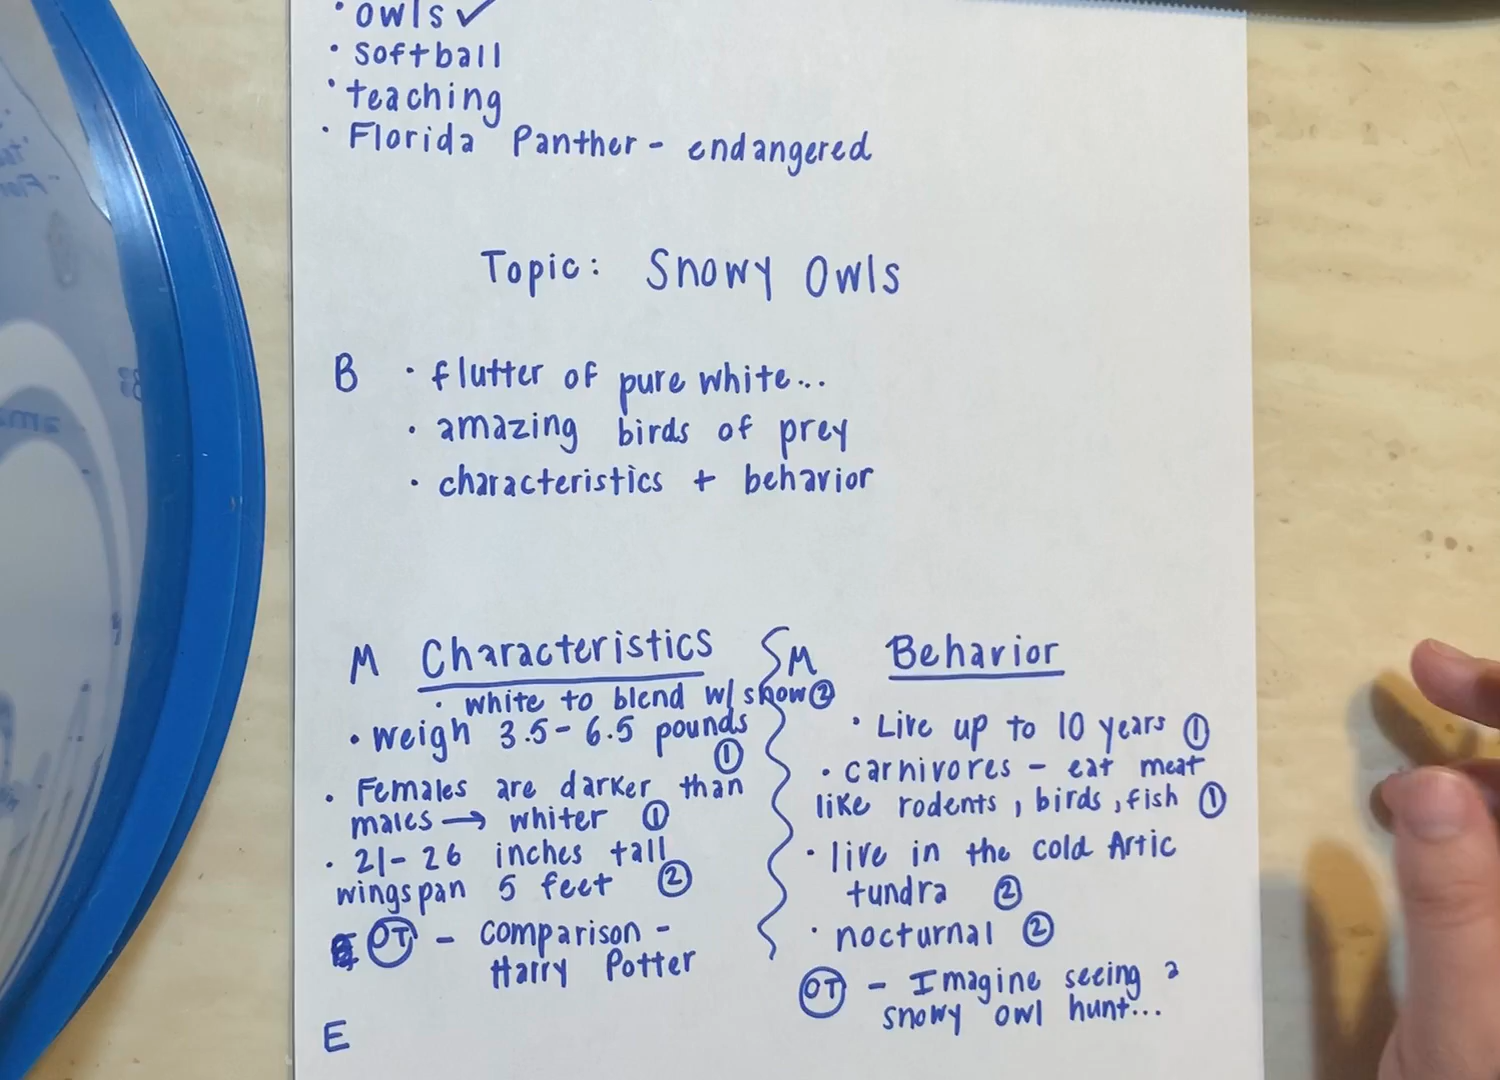 • owls ✓
• Softball
• teaching
• Florida Panther - endangered
Topic: Snowy Owls
B • flutter of pure white...
• amazing birds of prey
• characteristics + behavior
M Characteristics
• white to blend w/ snow ②
• weigh 3.5-6.5 pounds
①
• Females are darker than
males → whiter ①
• 21-26 inches tall
wingspan 5 feet ②
OT - comparison -
Harry Potter
M Behavior
• Live up to 10 years ①
• carnivores - eat meat
like rodents, birds, fish ①
• live in the cold Artic
tundra ②
• nocturnal ②
OT - Imagine seeing a
snowy owl hunt...
E